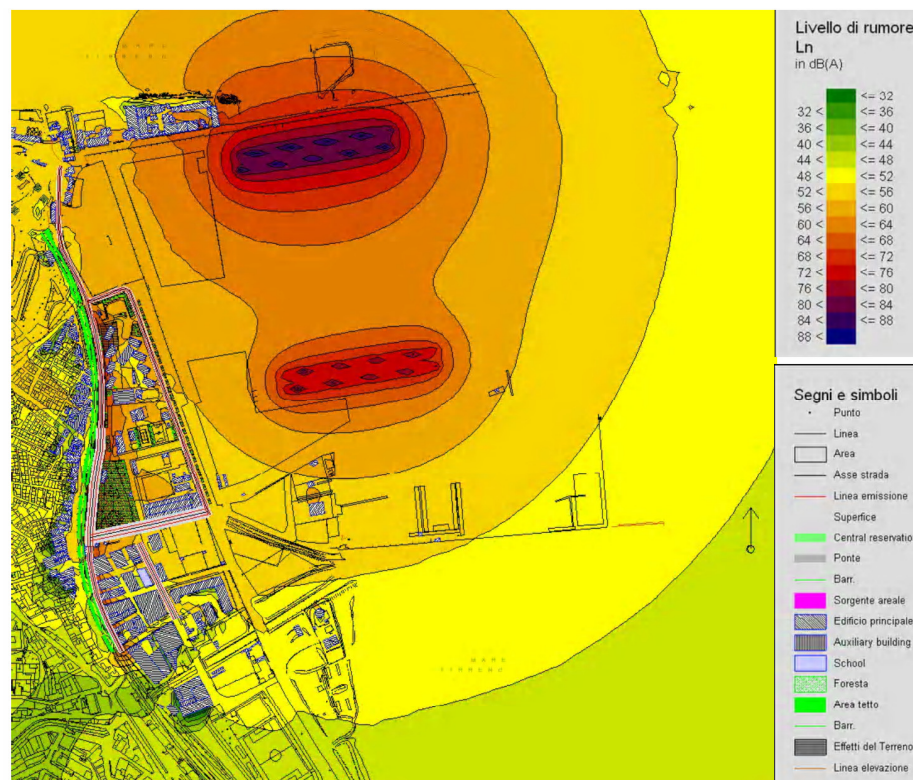 Livello di rumore
Ln
in dB(A)
<= 32
32 < <= 36
36 < <= 40
40 < <= 44
44 < <= 48
48 < <= 52
52 < <= 56
56 < <= 60
60 < <= 64
64 < <= 68
68 < <= 72
72 < <= 76
76 < <= 80
80 < <= 84
84 < <= 88
88 <
Segni e simboli
Punto
Linea
Area
Asse strada
Linea emissione
Superfice
Central reservatio
Ponte
Barr.
Sorgente areale
Edificio principale
Auxiliary building
School
Foresta
Area tetto
Barr.
Effetti del Terreno
Linea elevazione